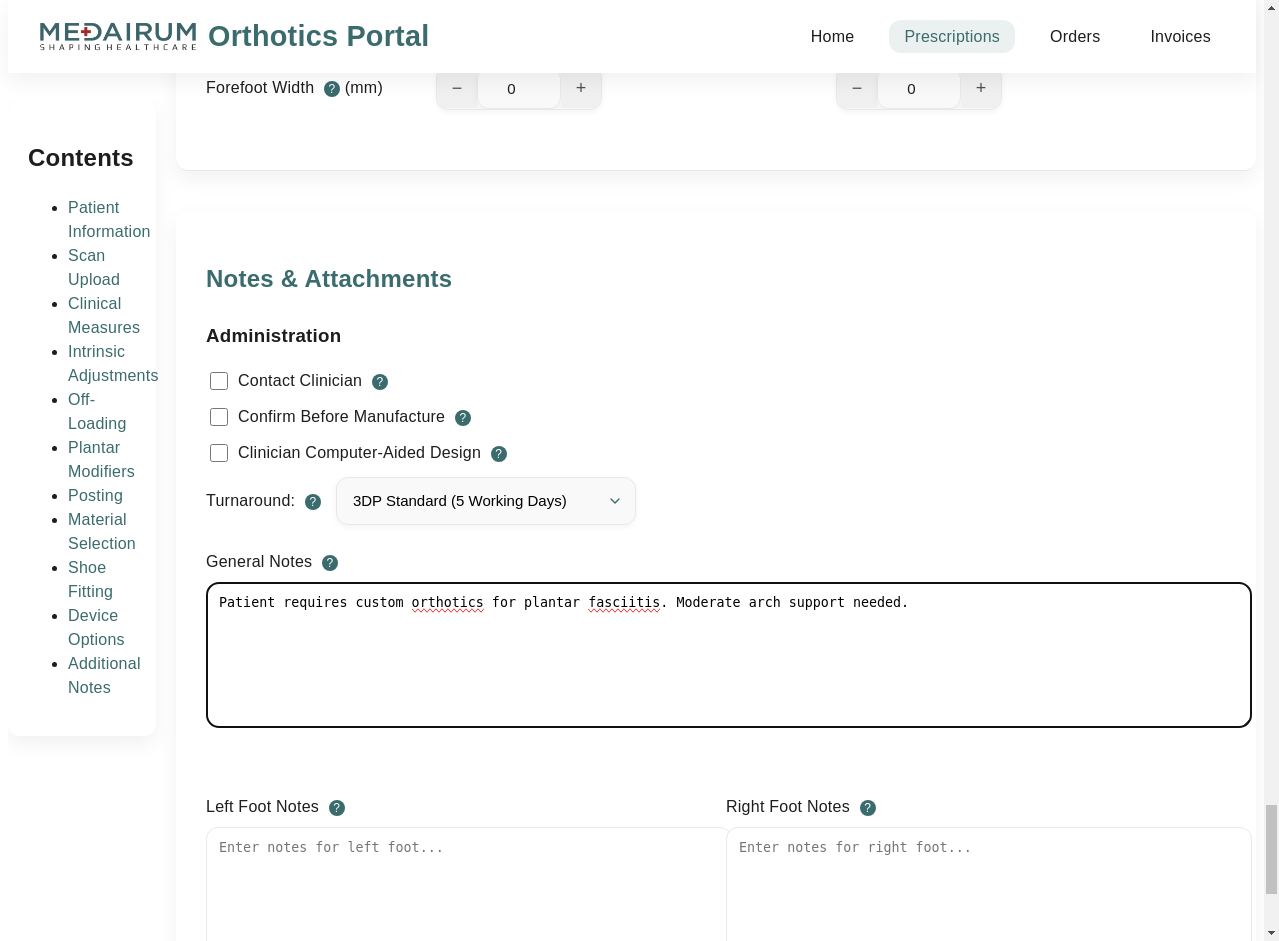 MEDAIRUM
SHAPING HEALTHCARE
Orthotics Portal
Home
Prescriptions
Orders
Invoices
Forefoot Width ? (mm)
− 0 +
− 0 +
Contents
Patient
Information
Scan
Upload
Clinical
Measures
Intrinsic
Adjustments
Off-
Loading
Plantar
Modifiers
Posting
Material
Selection
Shoe
Fitting
Device
Options
Additional
Notes
Notes & Attachments
Administration
Contact Clinician ?
Confirm Before Manufacture ?
Clinician Computer-Aided Design ?
Turnaround: ? 3DP Standard (5 Working Days)
General Notes ?
Patient requires custom orthotics for plantar fasciitis. Moderate arch support needed.
Left Foot Notes ?
Right Foot Notes ?
Enter notes for left foot...
Enter notes for right foot...